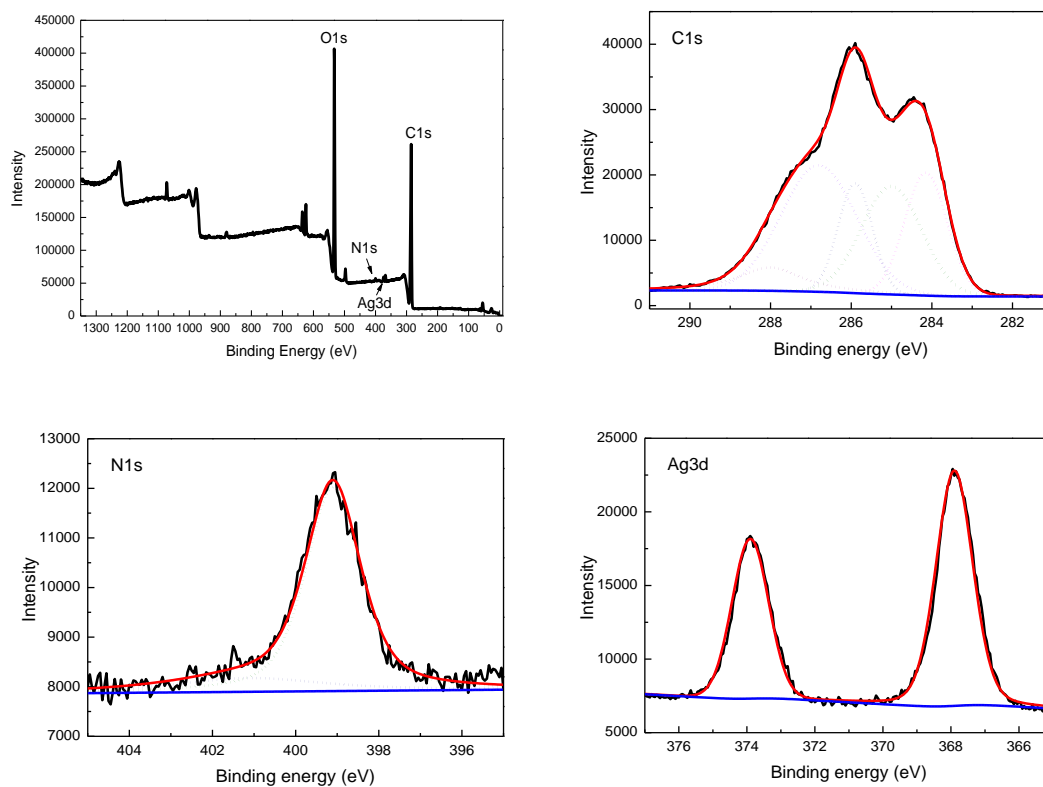 O1s
C1s
N1s
Ag3d
450000
400000
350000
300000
250000
200000
150000
100000
50000
0
Intensity
1300 1200 1100 1000 900 800 700 600 500 400 300 200 100 0
Binding Energy (eV)
C1s
40000
30000
20000
10000
0
Intensity
290 288 286 284 282
Binding energy (eV)
N1s
13000
12000
11000
10000
9000
8000
7000
Intensity
404 402 400 398 396
Binding energy (eV)
Ag3d
25000
20000
15000
10000
5000
Intensity
376 374 372 370 368 366
Binding energy (eV)